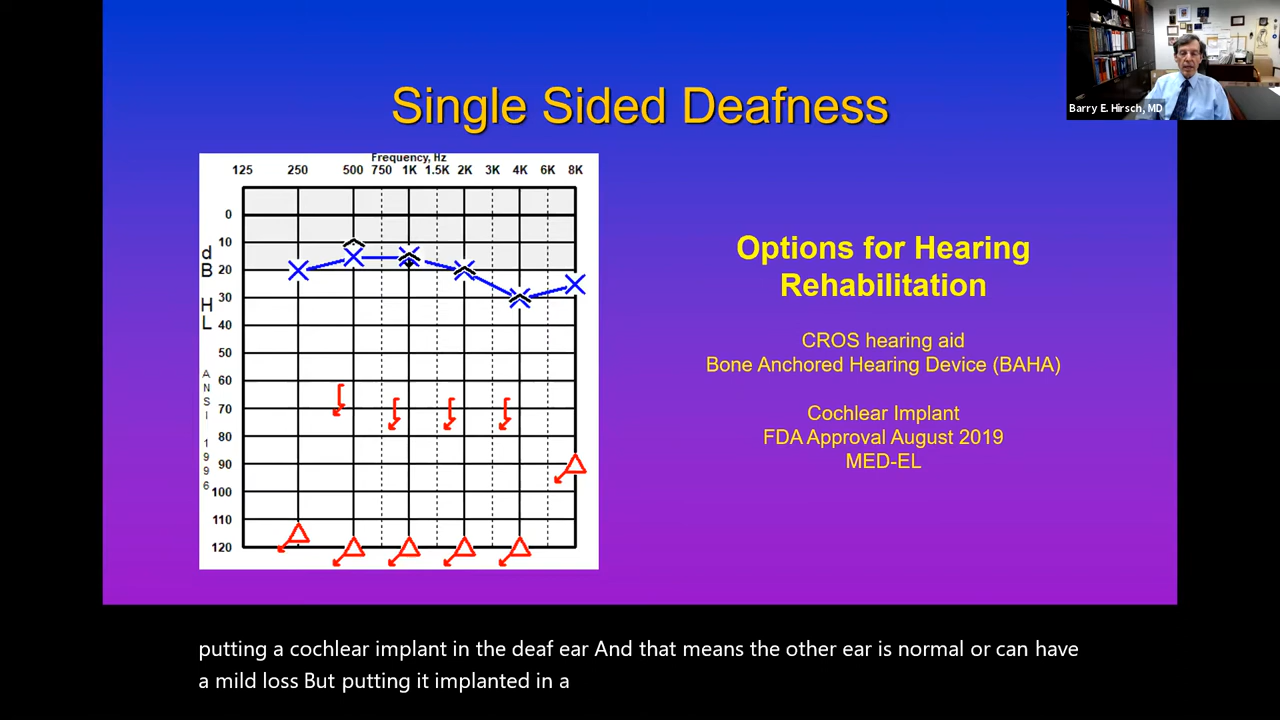 Single Sided Deafness
Barry E. Hirsch, MD
Frequency, Hz
125 250 500 750 1K 1.5K 2K 3K 4K 6K 8K
0
10
20
30
40
50
60
70
80
90
100
110
120
dB HL
ANSI 1996
Options for Hearing
Rehabilitation
CROS hearing aid
Bone Anchored Hearing Device (BAHA)
Cochlear Implant
FDA Approval August 2019
MED-EL
putting a cochlear implant in the deaf ear And that means the other ear is normal or can have
a mild loss But putting it implanted in a